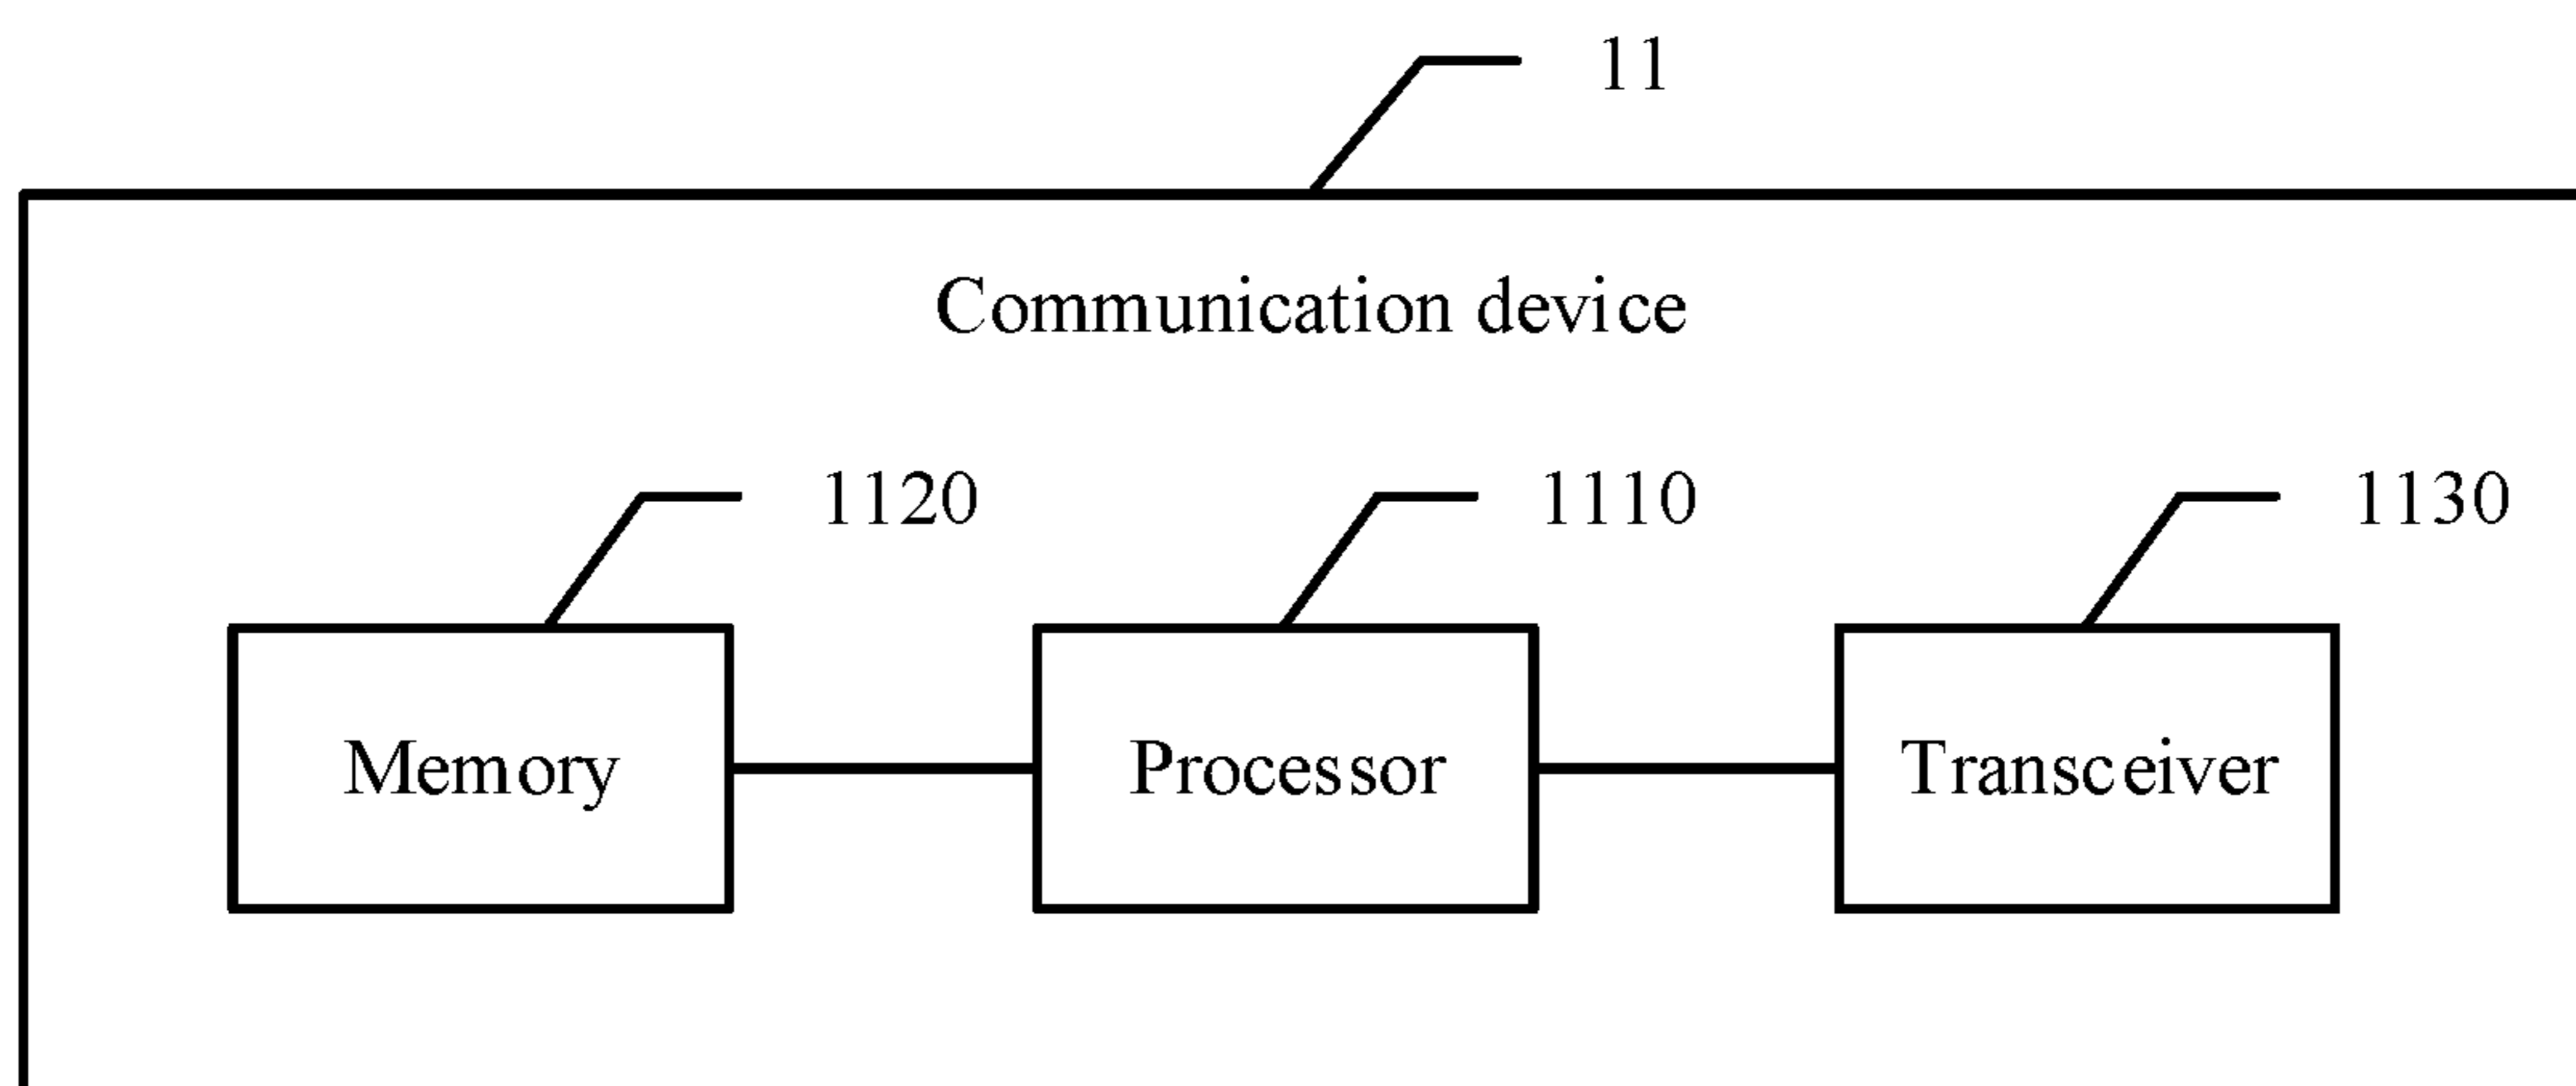 11
Communication device
1120 1110 1130
Memory Processor Transceiver